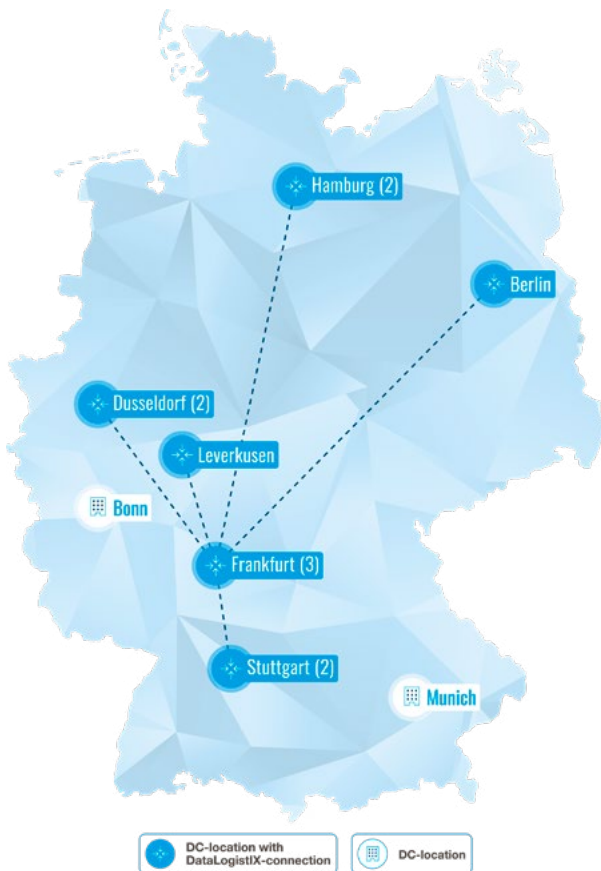 Hamburg (2)
Berlin
Dusseldorf (2)
Leverkusen
Bonn
Frankfurt (3)
Stuttgart (2)
Munich
DC-location with
DataLogistIX-connection
DC-location